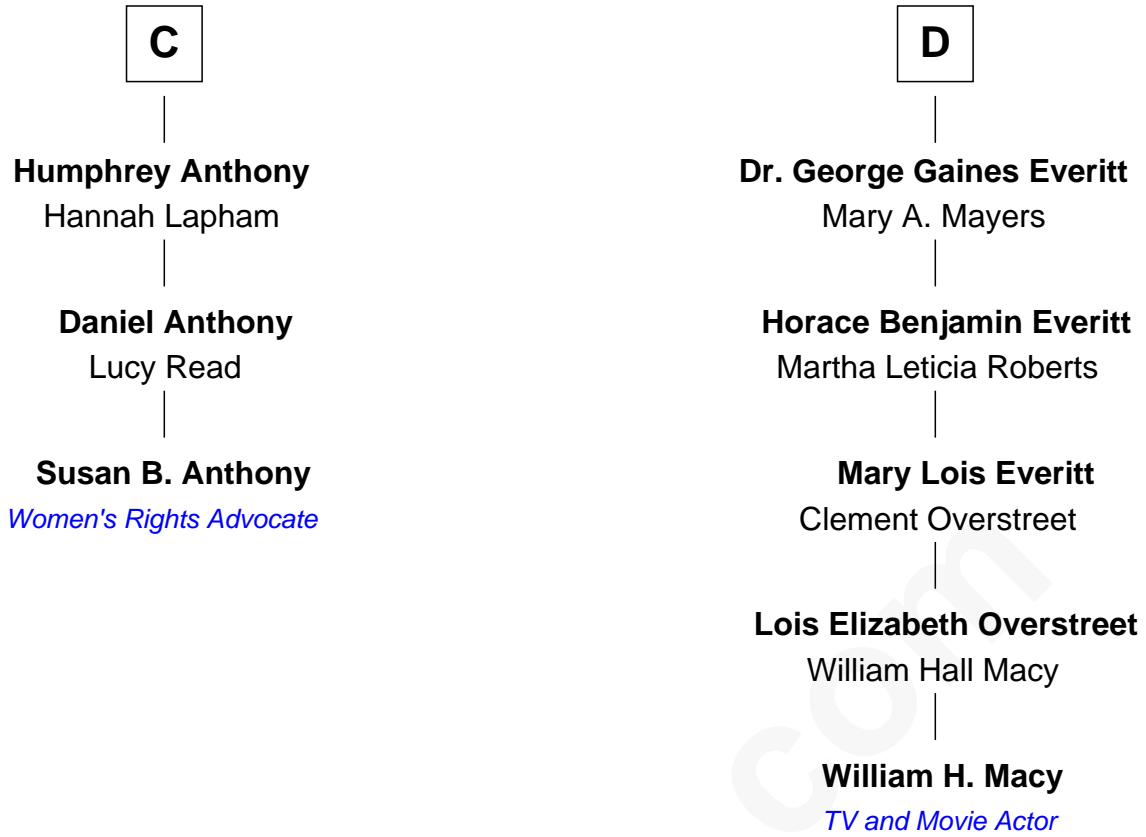 C
Humphrey Anthony
Hannah Lapham
Daniel Anthony
Lucy Read
Susan B. Anthony
Women's Rights Advocate
D
Dr. George Gaines Everitt
Mary A. Mayers
Horace Benjamin Everitt
Martha Leticia Roberts
Mary Lois Everitt
Clement Overstreet
Lois Elizabeth Overstreet
William Hall Macy
William H. Macy
TV and Movie Actor
com